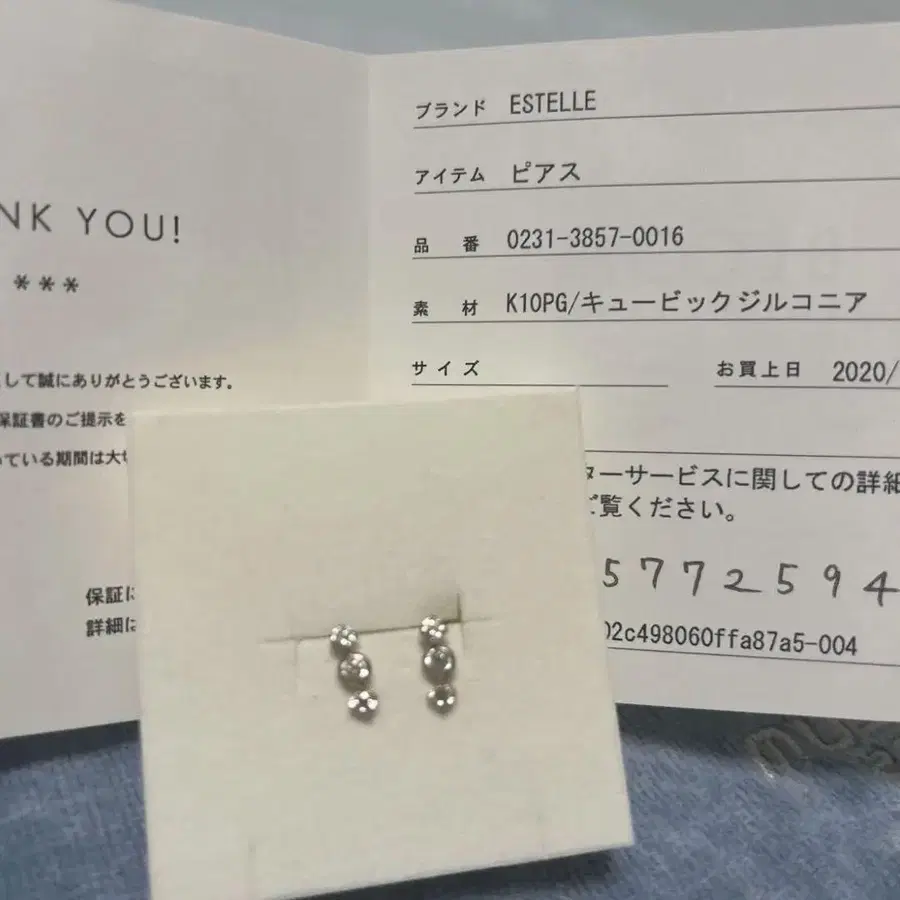 NK YOU!
***
して誠にありがとうございます。
保証書のご提示を
ている期間は大切
保証に
詳細は
ブランド ESTELLE
アイテム ピアス
品 番 0231-3857-0016
素 材 K10PG/キュービックジルコニア
サイズ お買上日 2020/
ターサービスに関しての詳細
ご覧ください。
5772594
02c498060ffa87a5-004